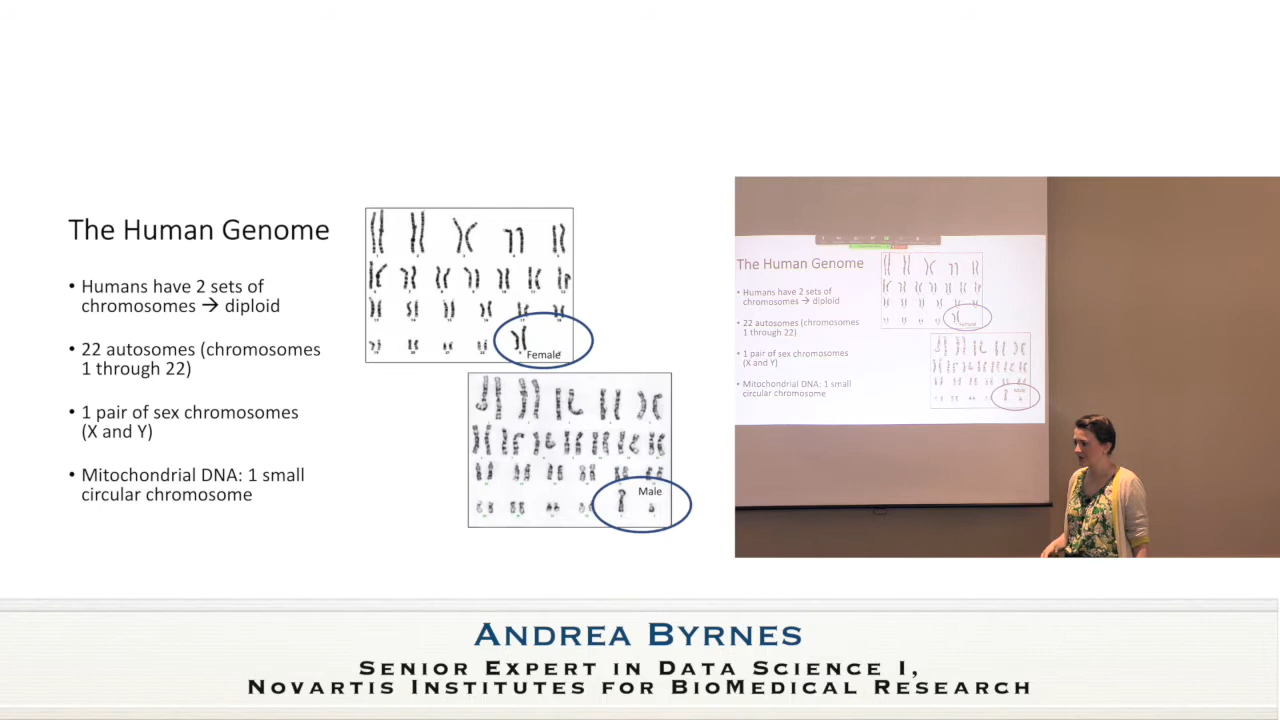 The Human Genome
• Humans have 2 sets of
chromosomes → diploid
• 22 autosomes (chromosomes
1 through 22)
• 1 pair of sex chromosomes
(X and Y)
• Mitochondrial DNA: 1 small
circular chromosome
Female
Male
The Human Genome
• Humans have 2 sets of
chromosomes → diploid
• 22 autosomes (chromosomes
1 through 22)
• 1 pair of sex chromosomes
(X and Y)
• Mitochondrial DNA: 1 small
circular chromosome
Female
Male
Andrea Byrnes
Senior Expert in Data Science I,
Novartis Institutes for BioMedical Research